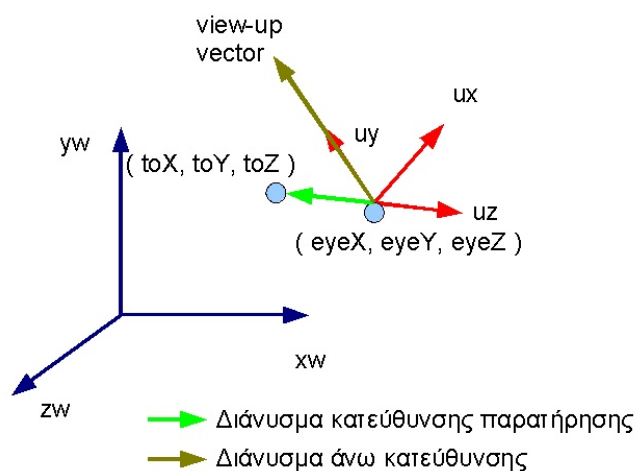 view-up
vector
ux
yw
uy
( toX, toY, toZ )
uz
( eyeX, eyeY, eyeZ )
xw
zw
Διάνυσμα κατεύθυνσης παρατήρησης
Διάνυσμα άνω κατεύθυνσης